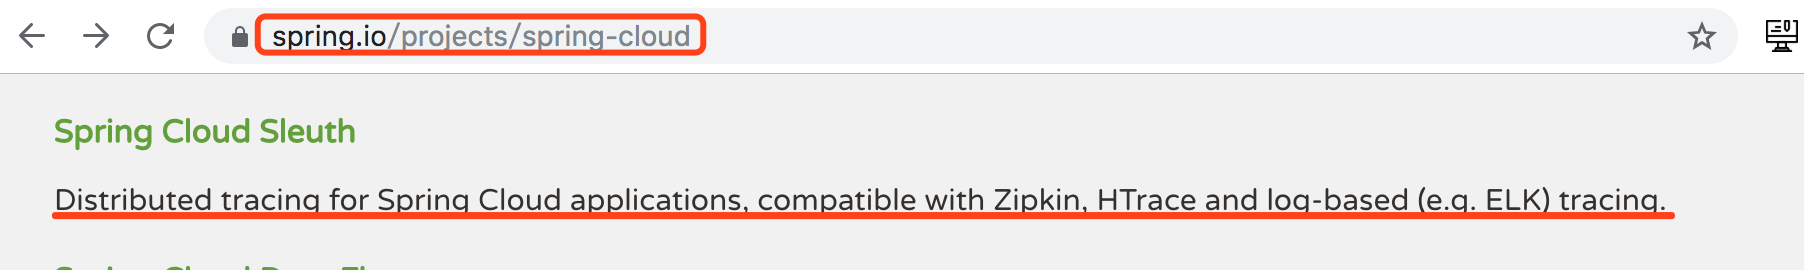 spring.io/projects/spring-cloud
Spring Cloud Sleuth
Distributed tracing for Spring Cloud applications, compatible with Zipkin, HTrace and log-based (e.g. ELK) tracing.